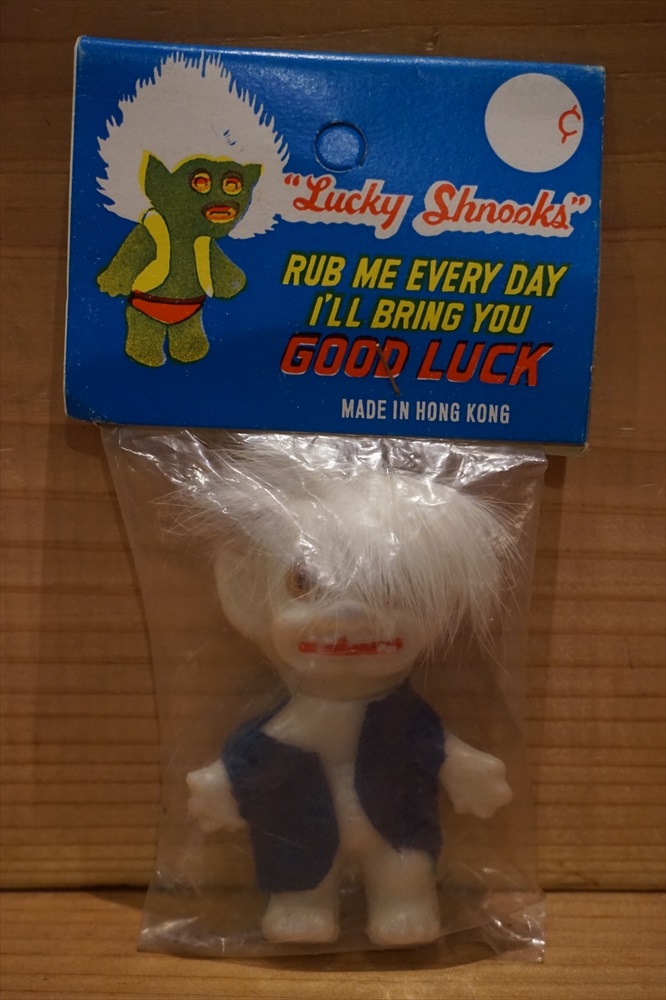 ¢
"Lucky Shnooks"
RUB ME EVERY DAY
I'LL BRING YOU
GOOD LUCK
MADE IN HONG KONG